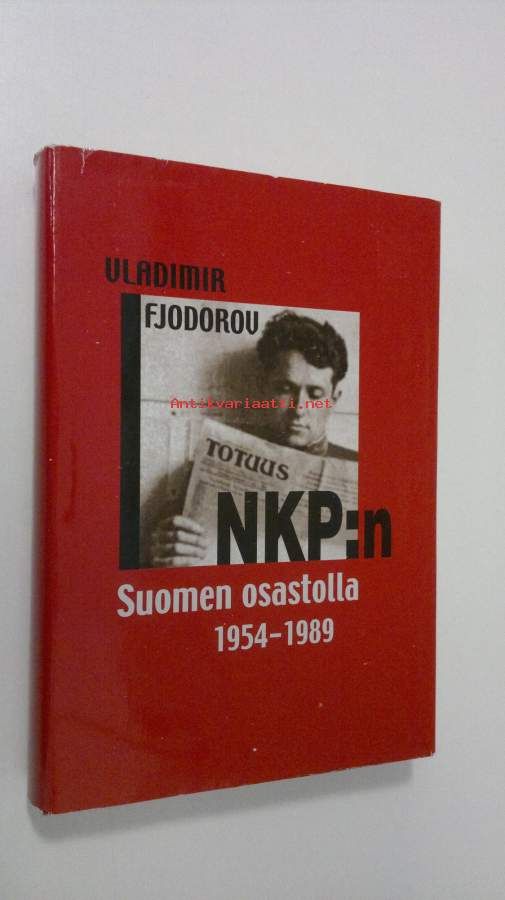 VLADIMIR
FJODOROV
Antikvariaatti.net
TOTUUS
NKP:n
Suomen osastolla
1954–1989